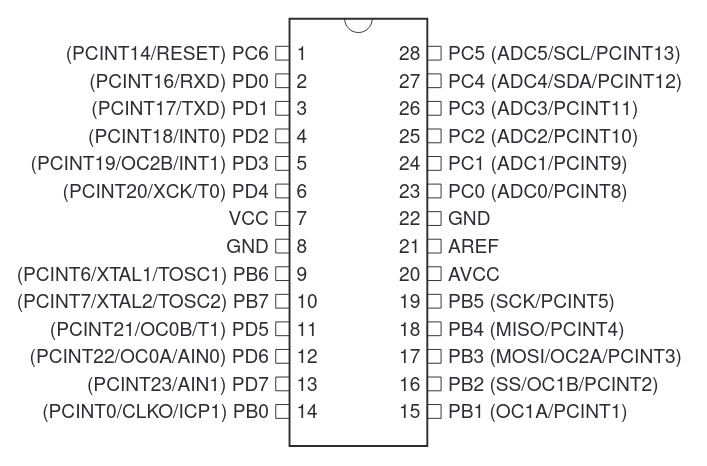 (PCINT14/RESET) PC6 1 28 PC5 (ADC5/SCL/PCINT13)
(PCINT16/RXD) PD0 2 27 PC4 (ADC4/SDA/PCINT12)
(PCINT17/TXD) PD1 3 26 PC3 (ADC3/PCINT11)
(PCINT18/INT0) PD2 4 25 PC2 (ADC2/PCINT10)
(PCINT19/OC2B/INT1) PD3 5 24 PC1 (ADC1/PCINT9)
(PCINT20/XCK/T0) PD4 6 23 PC0 (ADC0/PCINT8)
VCC 7 22 GND
GND 8 21 AREF
(PCINT6/XTAL1/TOSC1) PB6 9 20 AVCC
(PCINT7/XTAL2/TOSC2) PB7 10 19 PB5 (SCK/PCINT5)
(PCINT21/OC0B/T1) PD5 11 18 PB4 (MISO/PCINT4)
(PCINT22/OC0A/AIN0) PD6 12 17 PB3 (MOSI/OC2A/PCINT3)
(PCINT23/AIN1) PD7 13 16 PB2 (SS/OC1B/PCINT2)
(PCINT0/CLKO/ICP1) PB0 14 15 PB1 (OC1A/PCINT1)